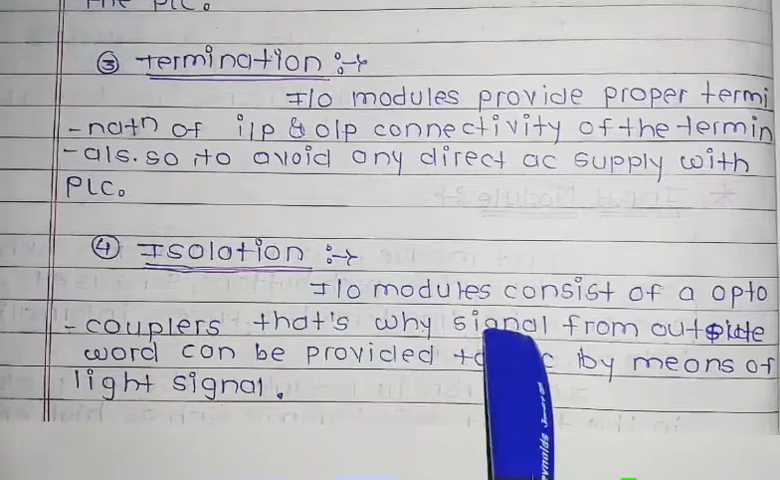 The PLC.
③ Termination :→
I/O modules provide proper termi
-natn of i/p & o/p connectivity of the termin
-als. so to avoid any direct ac supply with
PLC.
④ Isolation :→
I/O modules consist of a opto
-couplers that's why signal from outside
word can be provided to by means of
light signal.